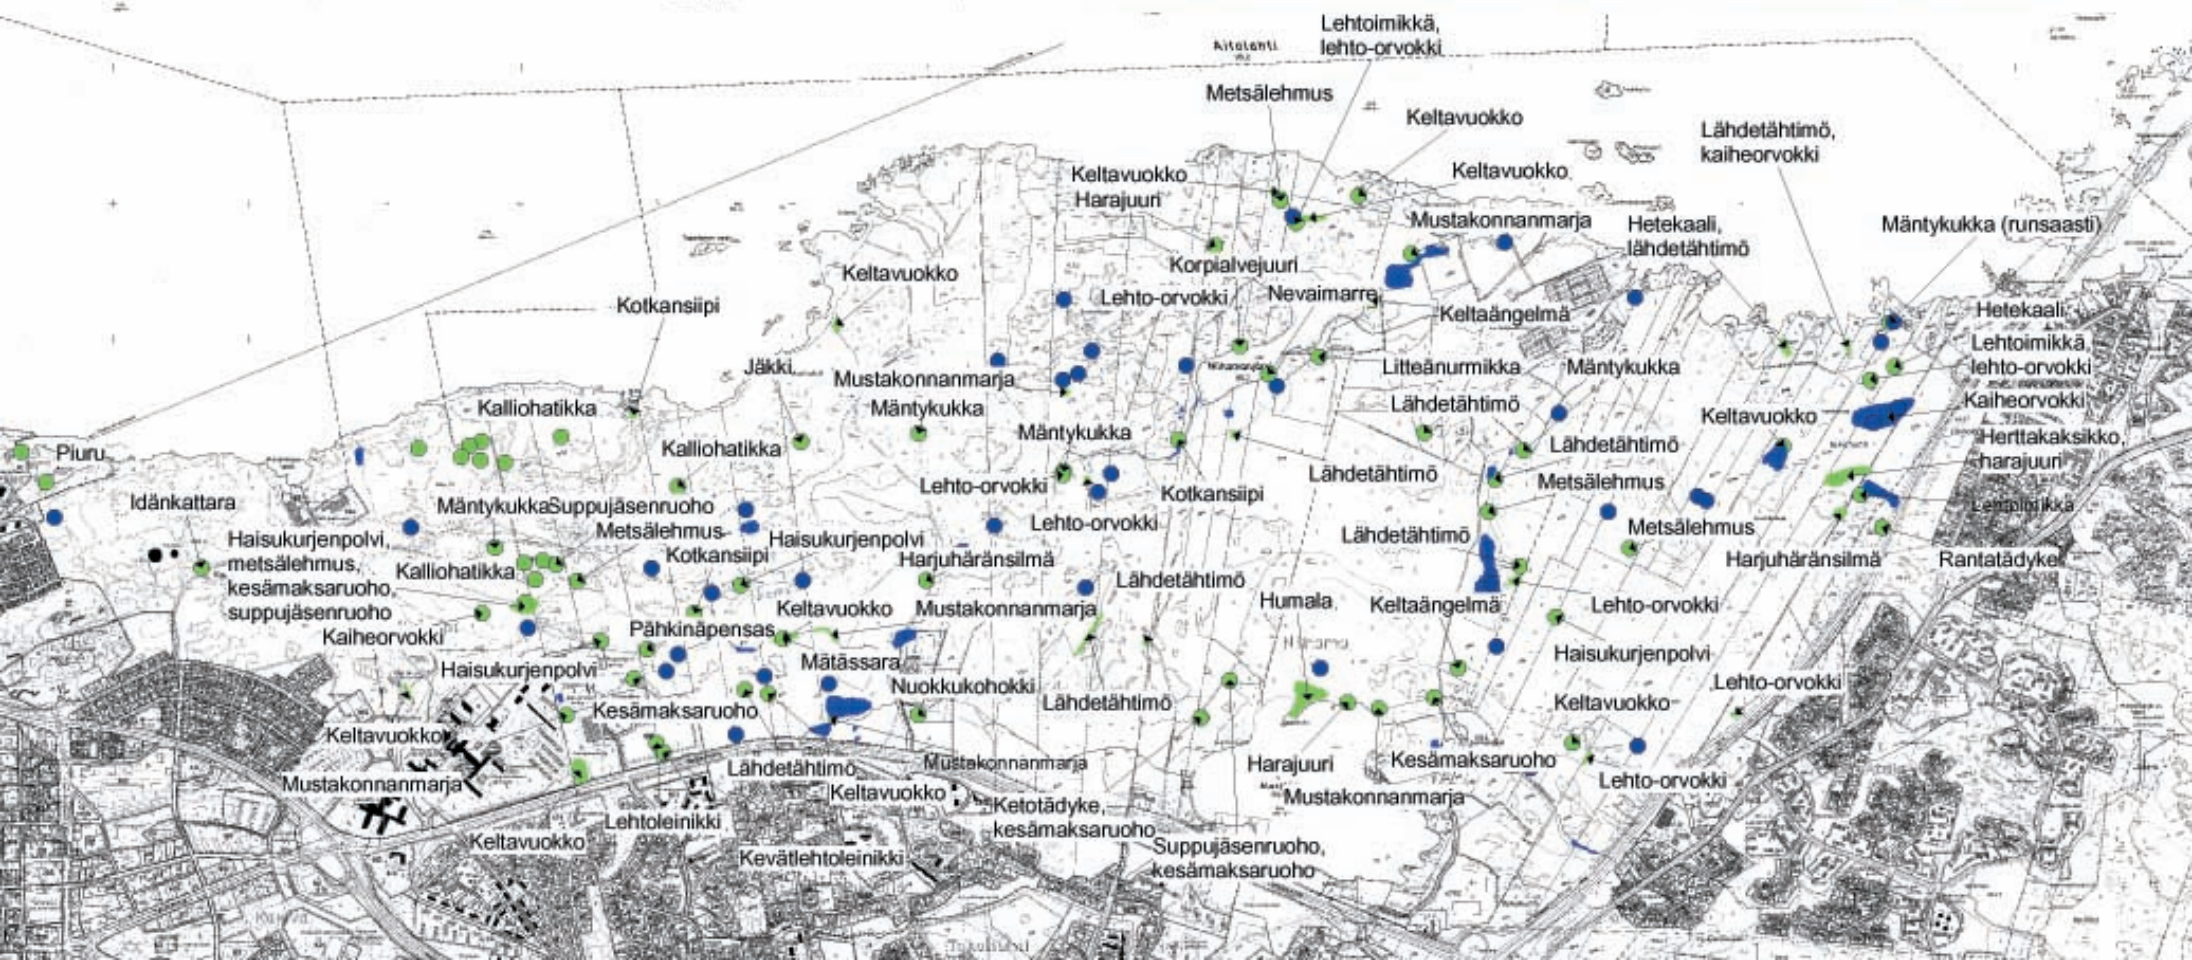 Lehtoimikkä,
lehto-orvokki
Aitolahti
Metsälehmus
Keltavuokko
Lähdetähtimö,
kaiheorvokki
Keltavuokko
Harajuuri
Keltavuokko
Mustakonnanmarja
Hetekaali,
lähdetähtimö
Mäntykukka (runsaasti)
Korpialvejuuri
Keltavuokko
Lehto-orvokki
Nevaimarre
Kotkansiipi
Keltaängelmä
Hetekaali
Lehtoimikkä,
lehto-orvokki
Jäkki
Mustakonnanmarja
Litteänurmikka
Mäntykukka
Kalliohatikka
Mäntykukka
Lähdetähtimö
Kaiheorvokki
Keltavuokko
Mäntykukka
Herttakaksikko,
harajuuri
Piuru
Kalliohatikka
Lähdetähtimö
Lähdetähtimö
Lehto-orvokki
Kotkansiipi
Metsälehmus
Idänkattara
Mäntykukka
Suppujäsenruoho
Lehtoimikkä
Metsälehmus
Haisukurjenpolvi
Lehto-orvokki
Lähdetähtimö
Metsälehmus
Haisukurjenpolvi,
metsälehmus,
kesämaksaruoho,
suppujäsenruoho
Kotkansiipi
Harjuhäränsilmä
Harjuhäränsilmä
Rantatädyke
Kalliohatikka
Lähdetähtimö
Keltavuokko
Mustakonnanmarja
Humala
Keltaängelmä
Lehto-orvokki
Kaiheorvokki
Pähkinäpensas
Niihama
Haisukurjenpolvi
Mätässara
Haisukurjenpolvi
Nuokkukohokki
Lehto-orvokki
Kesämaksaruoho
Lähdetähtimö
Keltavuokko
Keltavuokko
Mustakonnanmarja
Lähdetähtimö
Mustakonnanmarja
Harajuuri
Kesämaksaruoho
Keltavuokko
Mustakonnanmarja
Lehto-orvokki
Ketotädyke,
kesämaksaruoho
Lehtoleinikki
Keltavuokko
Suppujäsenruoho,
kesämaksaruoho
Kevätlehtoleinikki